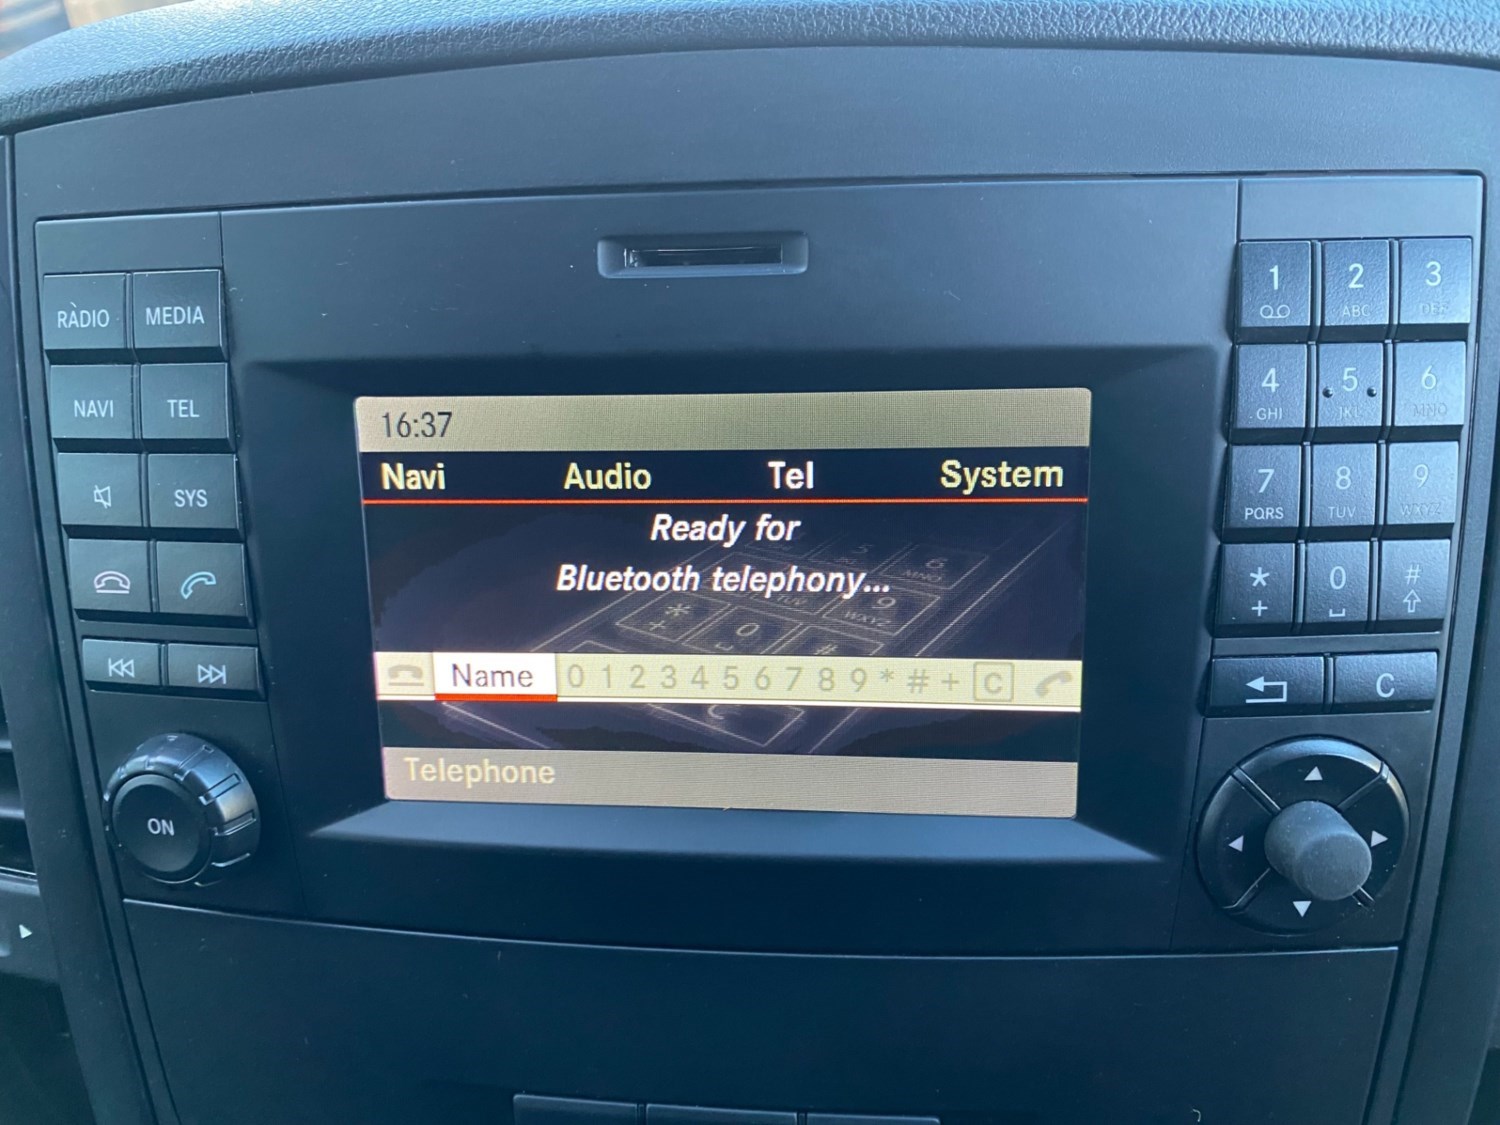 RADIO MEDIA
NAVI TEL
SYS
ON
16:37
Navi Audio Tel System
Ready for
Bluetooth telephony...
Name 0 1 2 3 4 5 6 7 8 9 * # + C
Telephone
1 2 3
ABC DEF
4 5 6
GHI JKL MNO
7 8 9
PQRS TUV WXYZ
* 0 #
+
C